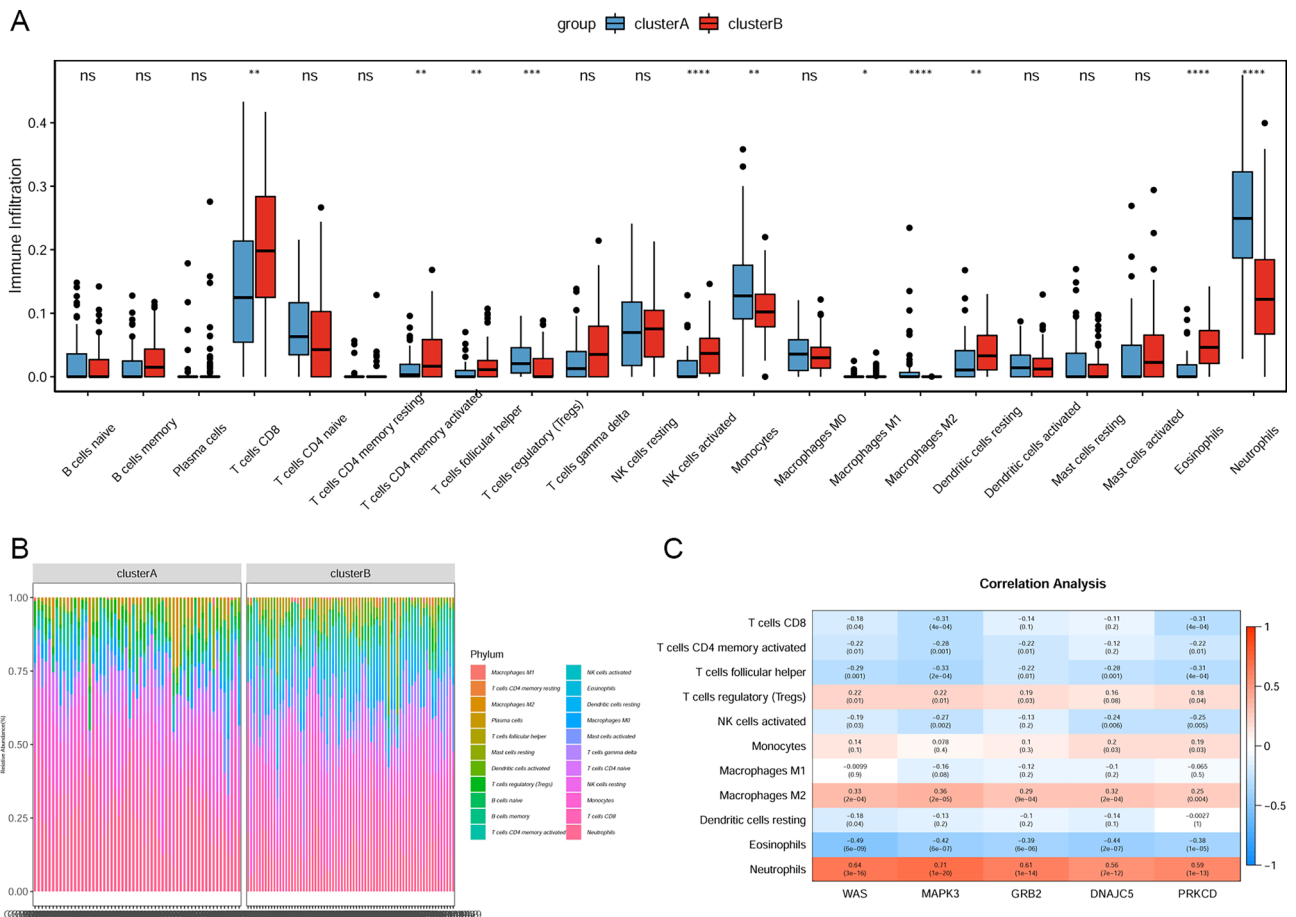 A
group clusterA clusterB
ns ns ns ** ns ns ** ** *** ns ns **** ** ns * **** ** ns ns ns **** ****
Immune Infiltration
0.4
0.3
0.2
0.1
0.0
B cells naive
B cells memory
Plasma cells
T cells CD8
T cells CD4 naive
T cells CD4 memory resting
T cells CD4 memory activated
T cells follicular helper
T cells regulatory (Tregs)
T cells gamma delta
NK cells resting
NK cells activated
Monocytes
Macrophages M0
Macrophages M1
Macrophages M2
Dendritic cells resting
Dendritic cells activated
Mast cells resting
Mast cells activated
Eosinophils
Neutrophils
B
clusterA clusterB
Relative Abundance(%)
1.00
0.75
0.50
0.25
0.00
Phylum
Macrophages M1
T cells CD4 memory resting
Macrophages M2
Plasma cells
T cells follicular helper
Mast cells resting
Dendritic cells activated
T cells regulatory (Tregs)
B cells naive
B cells memory
T cells CD4 memory activated
NK cells activated
Eosinophils
Dendritic cells resting
Macrophages M0
Mast cells activated
T cells gamma delta
T cells CD4 naive
NK cells resting
Monocytes
T cells CD8
Neutrophils
C
Correlation Analysis
T cells CD8 −0.18 −0.31 −0.14 −0.11 −0.31
(0.04) (4e−04) (0.1) (0.2) (4e−04)
T cells CD4 memory activated −0.22 −0.28 −0.22 −0.12 −0.22
(0.01) (0.001) (0.01) (0.2) (0.01)
T cells follicular helper −0.29 −0.33 −0.22 −0.28 −0.31
(0.001) (2e−04) (0.01) (0.001) (4e−04)
T cells regulatory (Tregs) 0.22 0.22 0.19 0.16 0.18
(0.01) (0.01) (0.03) (0.08) (0.04)
NK cells activated −0.19 −0.27 −0.13 −0.24 −0.25
(0.03) (0.002) (0.2) (0.006) (0.005)
Monocytes 0.14 0.078 0.1 0.2 0.19
(0.1) (0.4) (0.3) (0.03) (0.03)
Macrophages M1 −0.0099 −0.16 −0.12 −0.1 −0.065
(0.9) (0.08) (0.2) (0.2) (0.5)
Macrophages M2 0.33 0.36 0.29 0.32 0.25
(2e−04) (2e−05) (9e−04) (2e−04) (0.004)
Dendritic cells resting −0.18 −0.13 −0.1 −0.14 −0.0027
(0.04) (0.2) (0.2) (0.1) (1)
Eosinophils −0.49 −0.42 −0.39 −0.44 −0.38
(6e−09) (6e−07) (6e−06) (2e−07) (1e−05)
Neutrophils 0.64 0.71 0.61 0.56 0.59
(3e−16) (1e−20) (1e−14) (7e−12) (1e−13)
WAS MAPK3 GRB2 DNAJC5 PRKCD
1
0.5
0
−0.5
−1